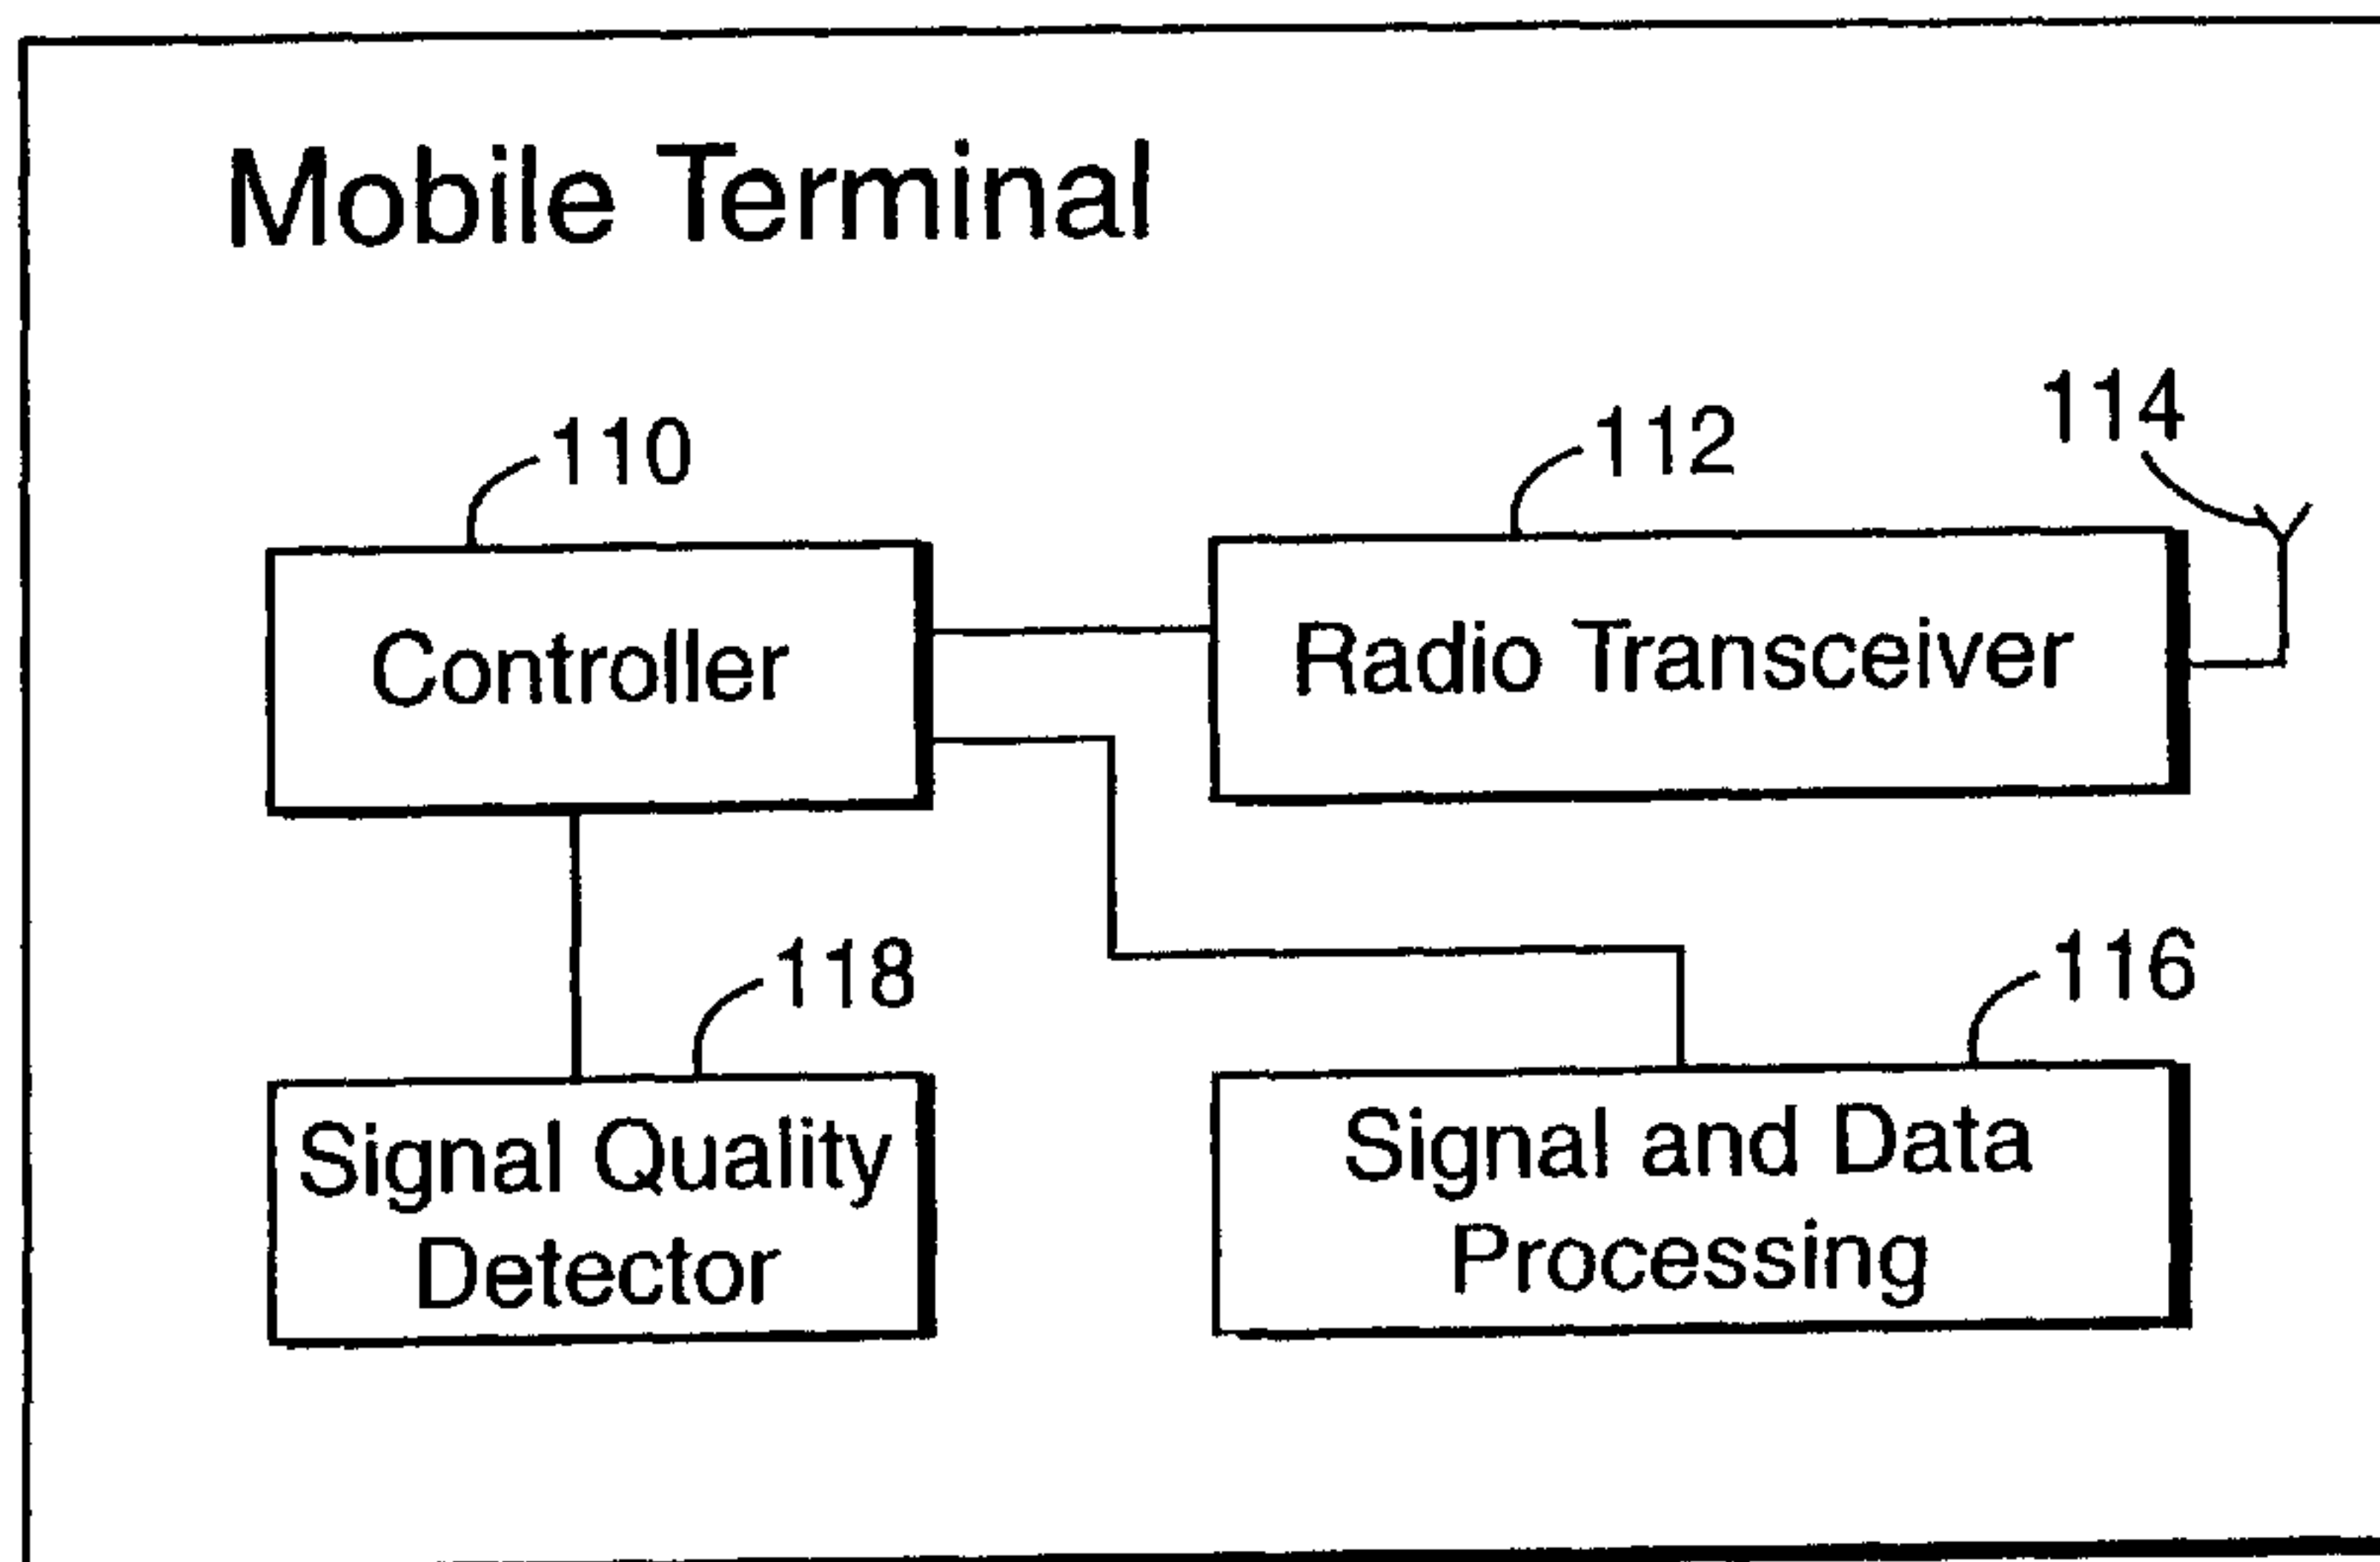 Mobile Terminal
110
112
114
Controller
Radio Transceiver
118
116
Signal Quality
Detector
Signal and Data
Processing